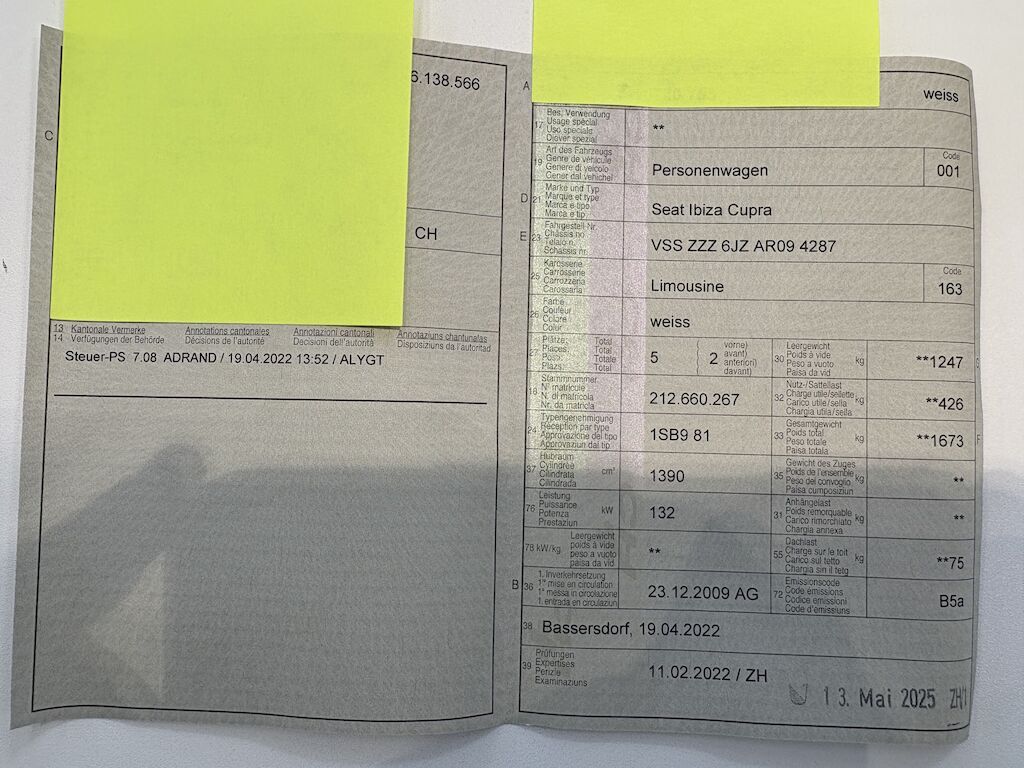 6.138.566
C
CH
13 Kantonale Vermerke Annotations cantonales Annotazioni cantonali Annotaziuns chantunalas
14 Verfügungen der Behörde Décisions de l'autorité Decisioni dell'autorità Disposiziuns da l'autoritad
Steuer-PS 7.08 ADRAND / 19.04.2022 13:52 / ALYGT
A
weiss
17 Bes. Verwendung
Usage spécial
Uso speciale
Diever spezial
**
19 Art des Fahrzeugs
Genre de véhicule
Genere di veicolo
Gener dal vehichel
Personenwagen
Code
001
D 21 Marke und Typ
Marque et type
Marca e tipo
Marca e tip
Seat Ibiza Cupra
E 23 Fahrgestell-Nr.
Châssis no
Telaio n.
Schassis nr.
VSS ZZZ 6JZ AR09 4287
25 Karosserie
Carrosserie
Carrozzeria
Carossaria
Limousine
Code
163
26 Farbe
Couleur
Colore
Colur
weiss
27 Plätze: Total
Places: Total
Posti: Totale
Plazs: Total
5
2
vorne)
avant)
anteriori)
davant)
30 Leergewicht
Poids à vide
Peso a vuoto
Paisa da vid
kg
**1247
18 Stammnummer
N° matricule
N. di matricola
Nr. da matricla
212.660.267
32 Nutz-/Sattellast
Charge utile/sellette
Carico utile/sella
Chargia utila/sella
kg
**426
24 Typengenehmigung
Réception par type
Approvazione del tipo
Approvaziun dal tip
1SB9 81
33 Gesamtgewicht
Poids total
Peso totale
Paisa totala
kg
**1673
37 Hubraum
Cylindrée
Cilindrata
Cilindrada
cm³
1390
35 Gewicht des Zuges
Poids de l'ensemble
Peso del convoglio
Paisa cumposiziun
kg
**
76 Leistung
Puissance
Potenza
Prestaziun
kW
132
31 Anhängelast
Poids remorquable
Carico rimorchiato
Chargia annexa
kg
**
78 kW/kg
Leergewicht
poids à vide
peso a vuoto
paisa da vid
**
55 Dachlast
Charge sur le toit
Carico sul tetto
Chargia sin il tetg
kg
**75
B 36 1. Inverkehrsetzung
1re mise en circulation
1a messa in circolazione
1. entrada en circulaziun
23.12.2009 AG
72 Emissionscode
Code émissions
Codice emissioni
Code d'emissiuns
B5a
38 Bassersdorf, 19.04.2022
39 Prüfungen
Expertises
Perizie
Examinaziuns
11.02.2022 / ZH
13. Mai 2025 ZH